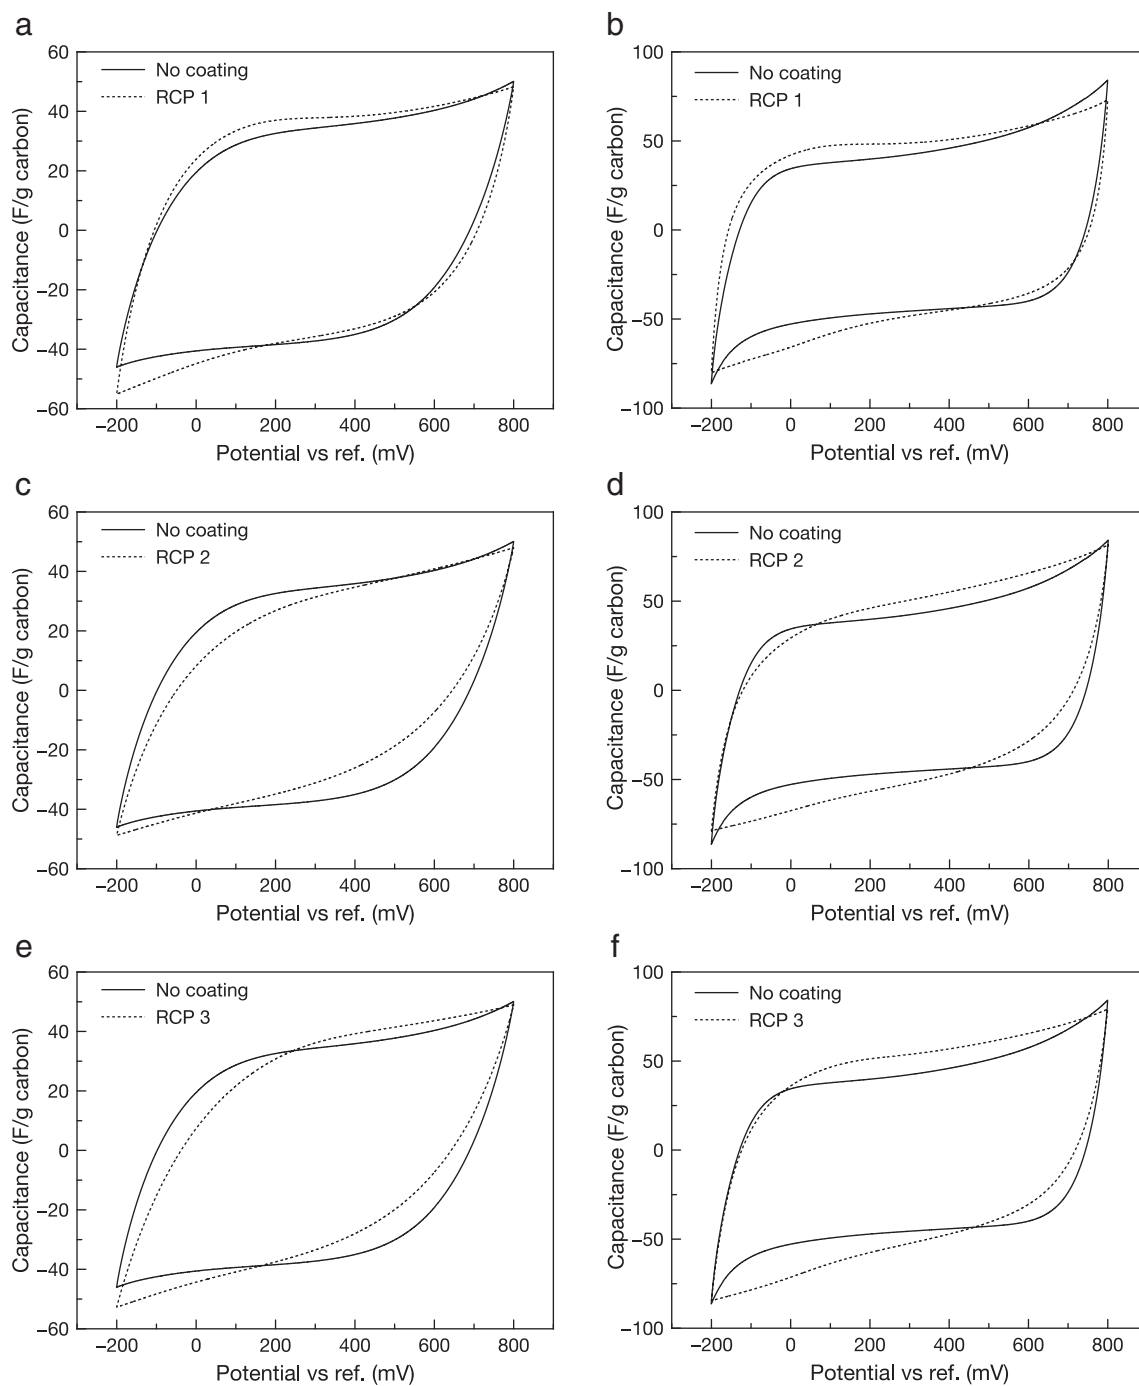 a
60
40
20
0
−20
−40
−60
Capacitance (F/g carbon)
No coating
RCP 1
−200 0 200 400 600 800
Potential vs ref. (mV)
b
100
50
0
−50
−100
Capacitance (F/g carbon)
No coating
RCP 1
−200 0 200 400 600 800
Potential vs ref. (mV)
c
60
40
20
0
−20
−40
−60
Capacitance (F/g carbon)
No coating
RCP 2
−200 0 200 400 600 800
Potential vs ref. (mV)
d
100
50
0
−50
−100
Capacitance (F/g carbon)
No coating
RCP 2
−200 0 200 400 600 800
Potential vs ref. (mV)
e
60
40
20
0
−20
−40
−60
Capacitance (F/g carbon)
No coating
RCP 3
−200 0 200 400 600 800
Potential vs ref. (mV)
f
100
50
0
−50
−100
Capacitance (F/g carbon)
No coating
RCP 3
−200 0 200 400 600 800
Potential vs ref. (mV)